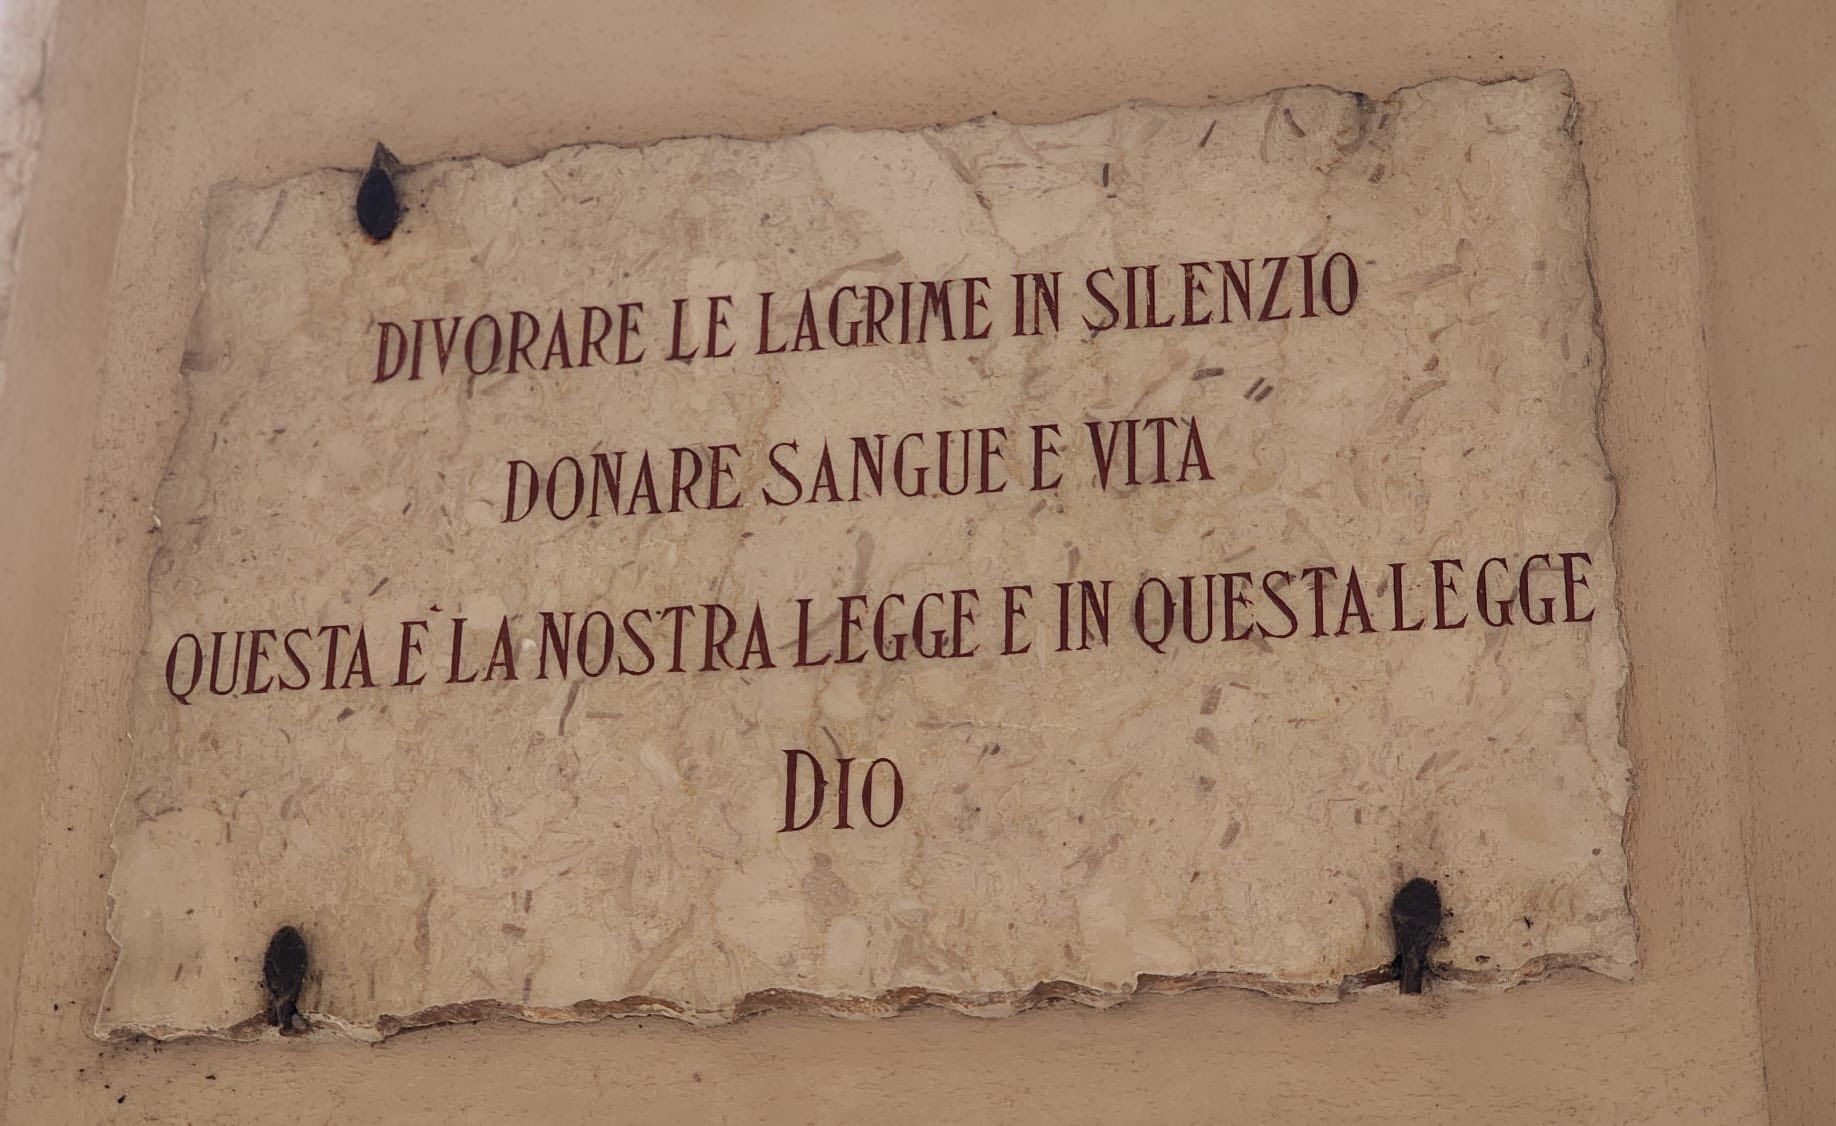 DIVORARE LE LAGRIME IN SILENZIO
DONARE SANGUE E VITA
QUESTA E' LA NOSTRA LEGGE E IN QUESTA LEGGE
DIO